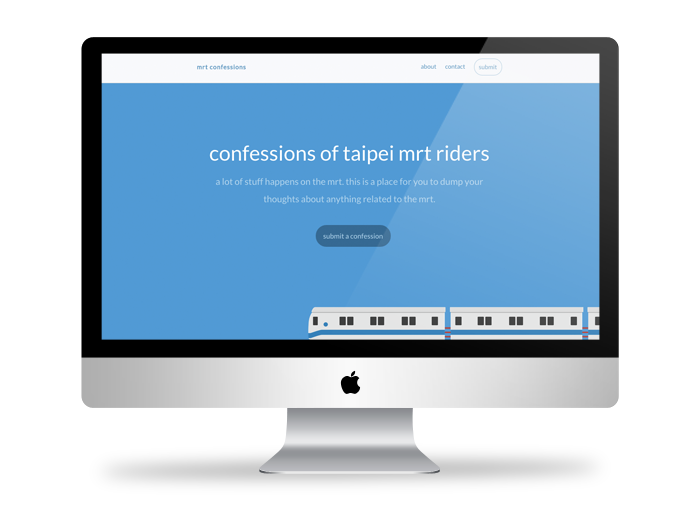 mrt confessions
about contact submit
confessions of taipei mrt riders
a lot of stuff happens on the mrt. this is a place for you to dump your
thoughts about anything related to the mrt.
submit a confession